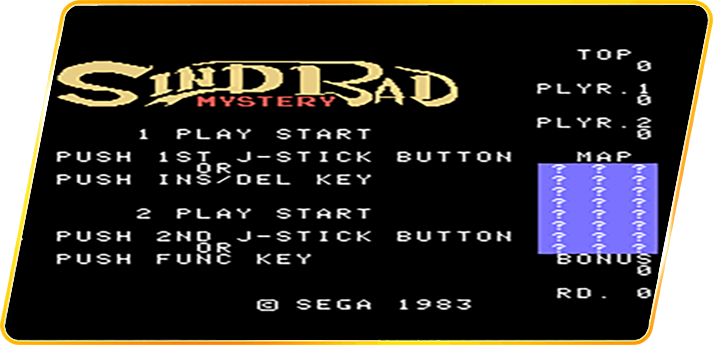 SINDBAD
MYSTERY
1 PLAY START
PUSH 1ST J-STICK BUTTON
OR
PUSH INS/DEL KEY
2 PLAY START
PUSH 2ND J-STICK BUTTON
OR
PUSH FUNC KEY
© SEGA 1983
TOP
0
PLYR.1
0
PLYR.2
0
MAP
? ? ?
? ? ?
? ? ?
? ? ?
? ? ?
? ? ?
? ? ?
? ? ?
BONUS
0
RD. 0